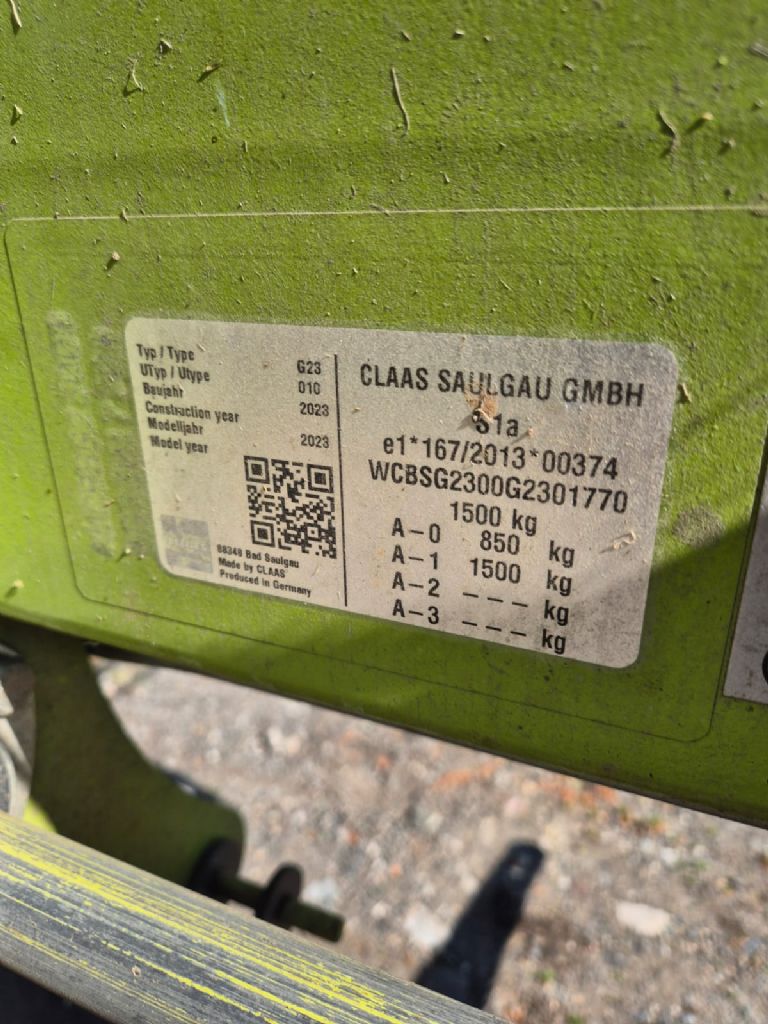 Typ / Type G23
UTyp / Utype 010
Baujahr
Construction year 2023
Modelljahr
Model year 2023
88348 Bad Saulgau
Made by CLAAS
Produced in Germany
CLAAS SAULGAU GMBH
S1a
e1*167/2013*00374
WCBSG2300G2301770
1500 kg
A-0 850 kg
A-1 1500 kg
A-2 --- kg
A-3 --- kg